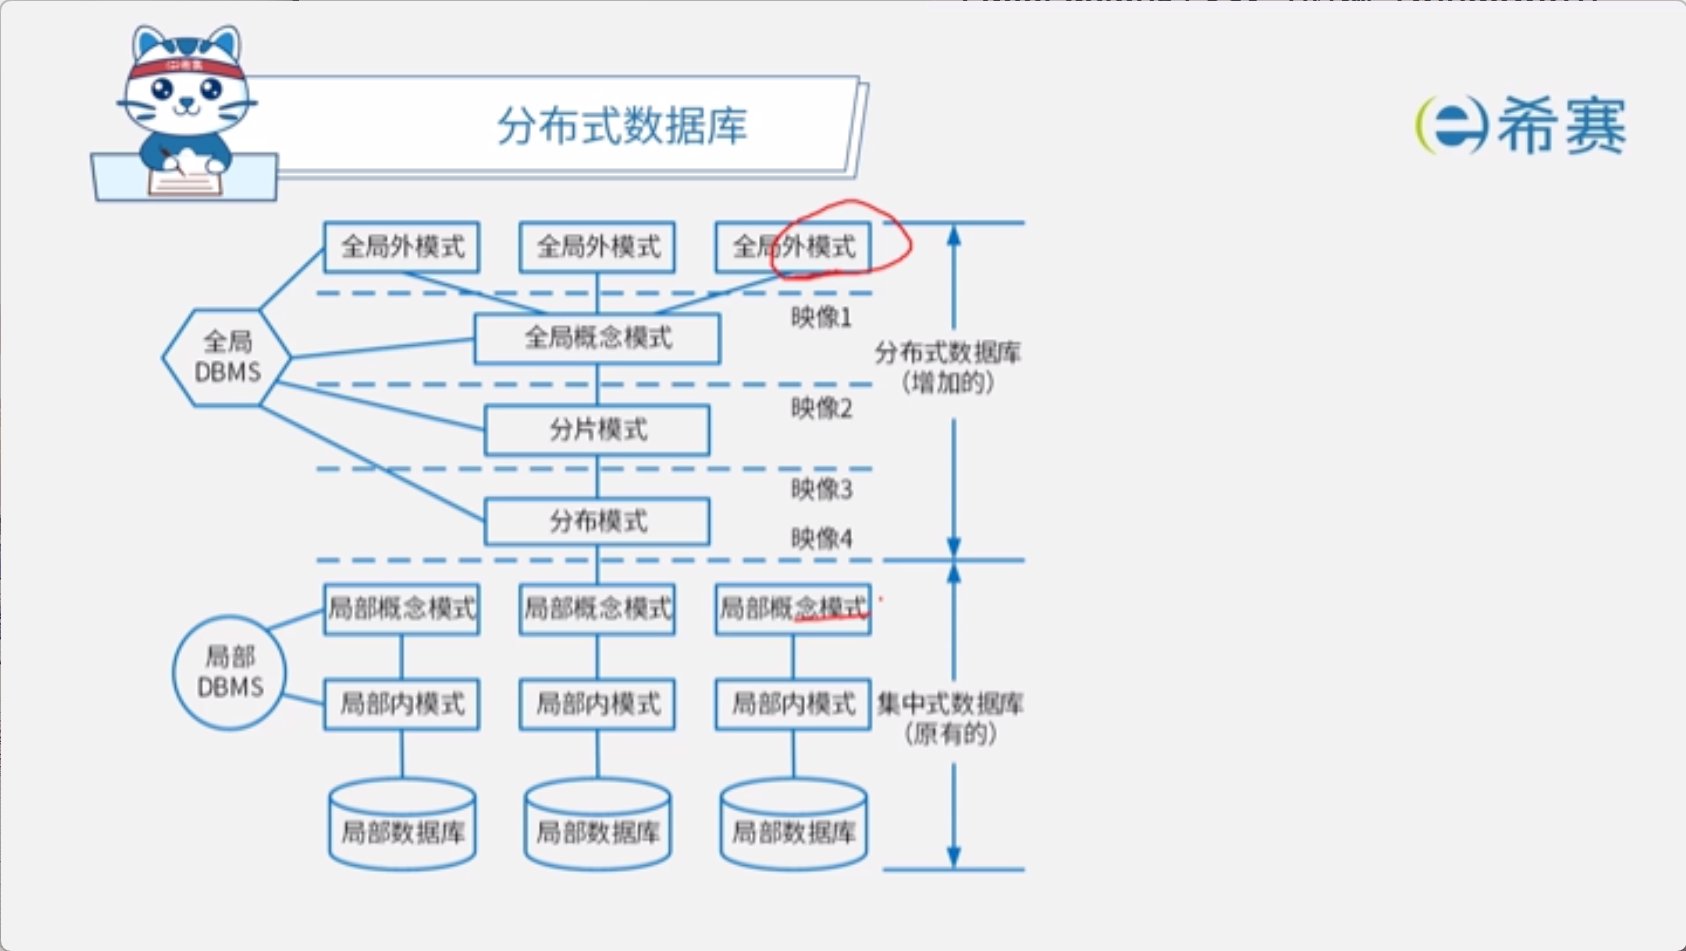 分布式数据库
希赛
全局外模式
全局外模式
全局外模式
映像1
全局
DBMS
全局概念模式
分布式数据库
（增加的）
映像2
分片模式
映像3
分布模式
映像4
局部概念模式
局部概念模式
局部概念模式
局部
DBMS
局部内模式
局部内模式
局部内模式
集中式数据库
（原有的）
局部数据库
局部数据库
局部数据库